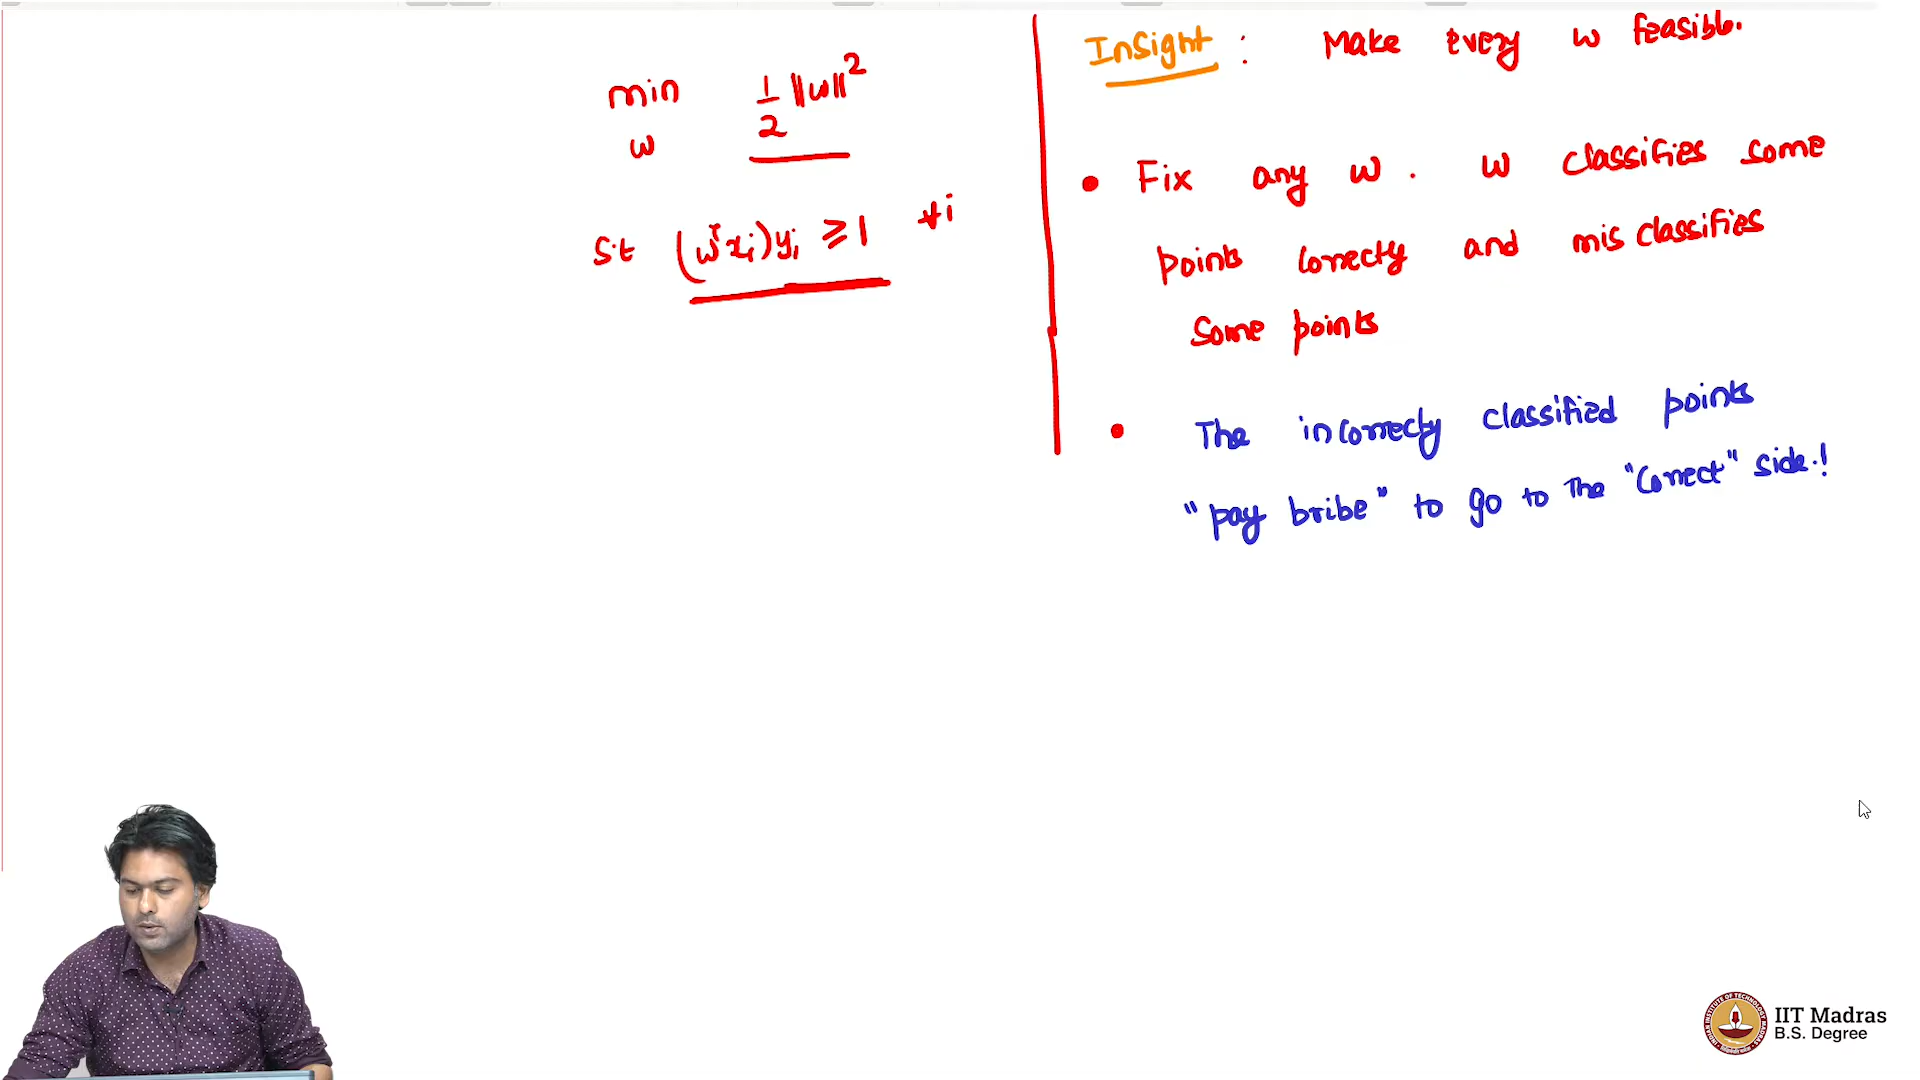 min 1/2 ||w||²
w
s.t (wᵀxᵢ)yᵢ ≥ 1 ∀i
Insight : Make every w feasible.
• Fix any w. w classifies some
points correctly and misclassifies
some points
• The incorrectly classified points
"pay bribe" to go to the "correct" side.!
IIT Madras
B.S. Degree